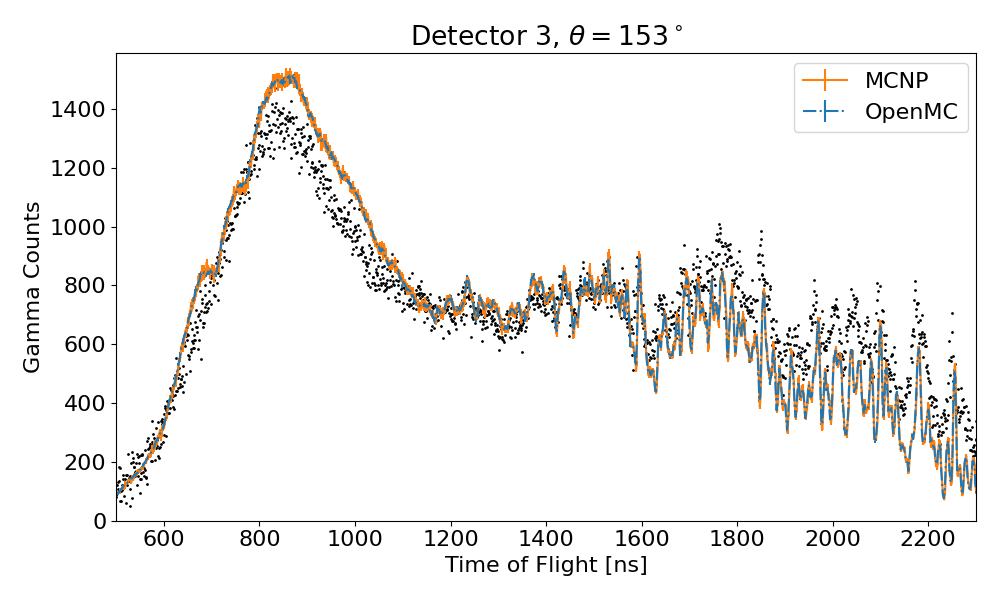 Detector 3, θ = 153°
MCNP
OpenMC
Gamma Counts
1400
1200
1000
800
600
400
200
0
600 800 1000 1200 1400 1600 1800 2000 2200
Time of Flight [ns]